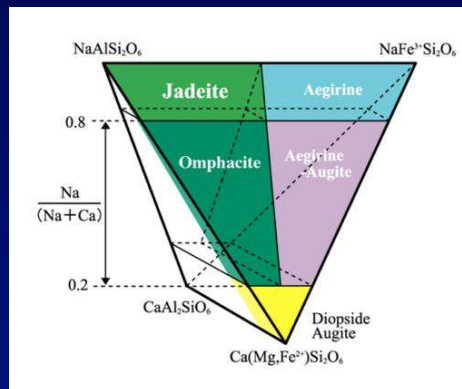 NaAlSi₂O₆
NaFe³⁺Si₂O₆
Jadeite
Aegirine
0.8
Omphacite
Aegirine
-Augite
Na
(Na+Ca)
0.2
CaAl₂SiO₆
Diopside
Augite
Ca(Mg,Fe²⁺)Si₂O₆